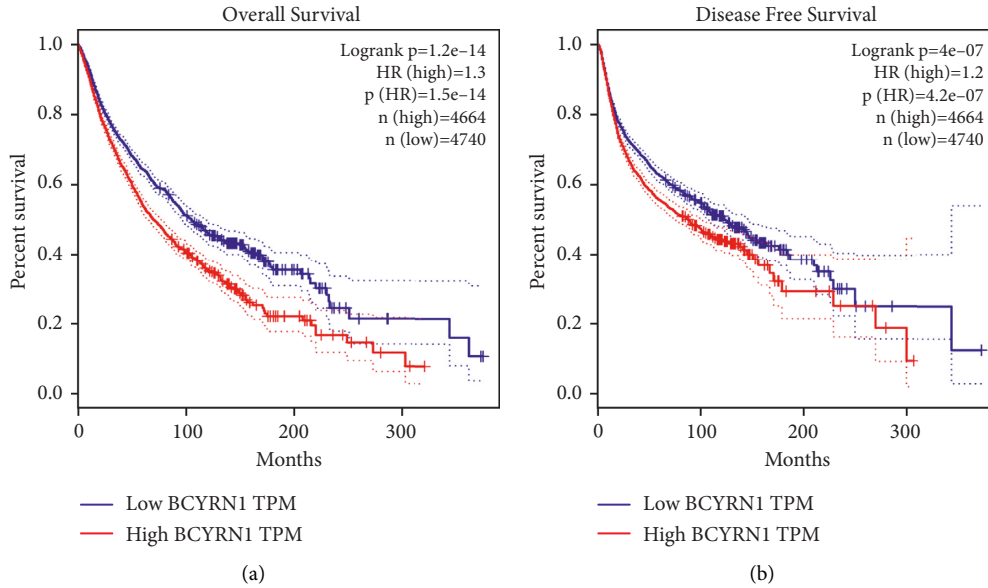 Overall Survival
Logrank p=1.2e–14
HR (high)=1.3
p (HR)=1.5e–14
n (high)=4664
n (low)=4740
Percent survival
1.0
0.8
0.6
0.4
0.2
0.0
0 100 200 300
Months
Low BCYRN1 TPM
High BCYRN1 TPM
(a)
Disease Free Survival
Logrank p=4e–07
HR (high)=1.2
p (HR)=4.2e–07
n (high)=4664
n (low)=4740
Percent survival
1.0
0.8
0.6
0.4
0.2
0.0
0 100 200 300
Months
Low BCYRN1 TPM
High BCYRN1 TPM
(b)